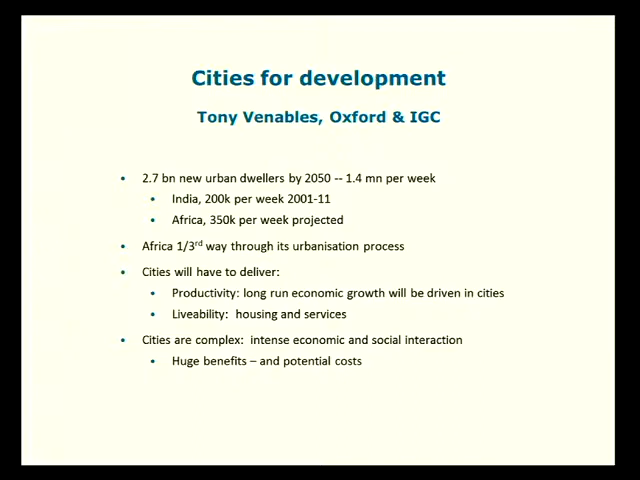 Cities for development
Tony Venables, Oxford & IGC
• 2.7 bn new urban dwellers by 2050 -- 1.4 mn per week
• India, 200k per week 2001-11
• Africa, 350k per week projected
• Africa 1/3rd way through its urbanisation process
• Cities will have to deliver:
• Productivity: long run economic growth will be driven in cities
• Liveability: housing and services
• Cities are complex: intense economic and social interaction
• Huge benefits – and potential costs